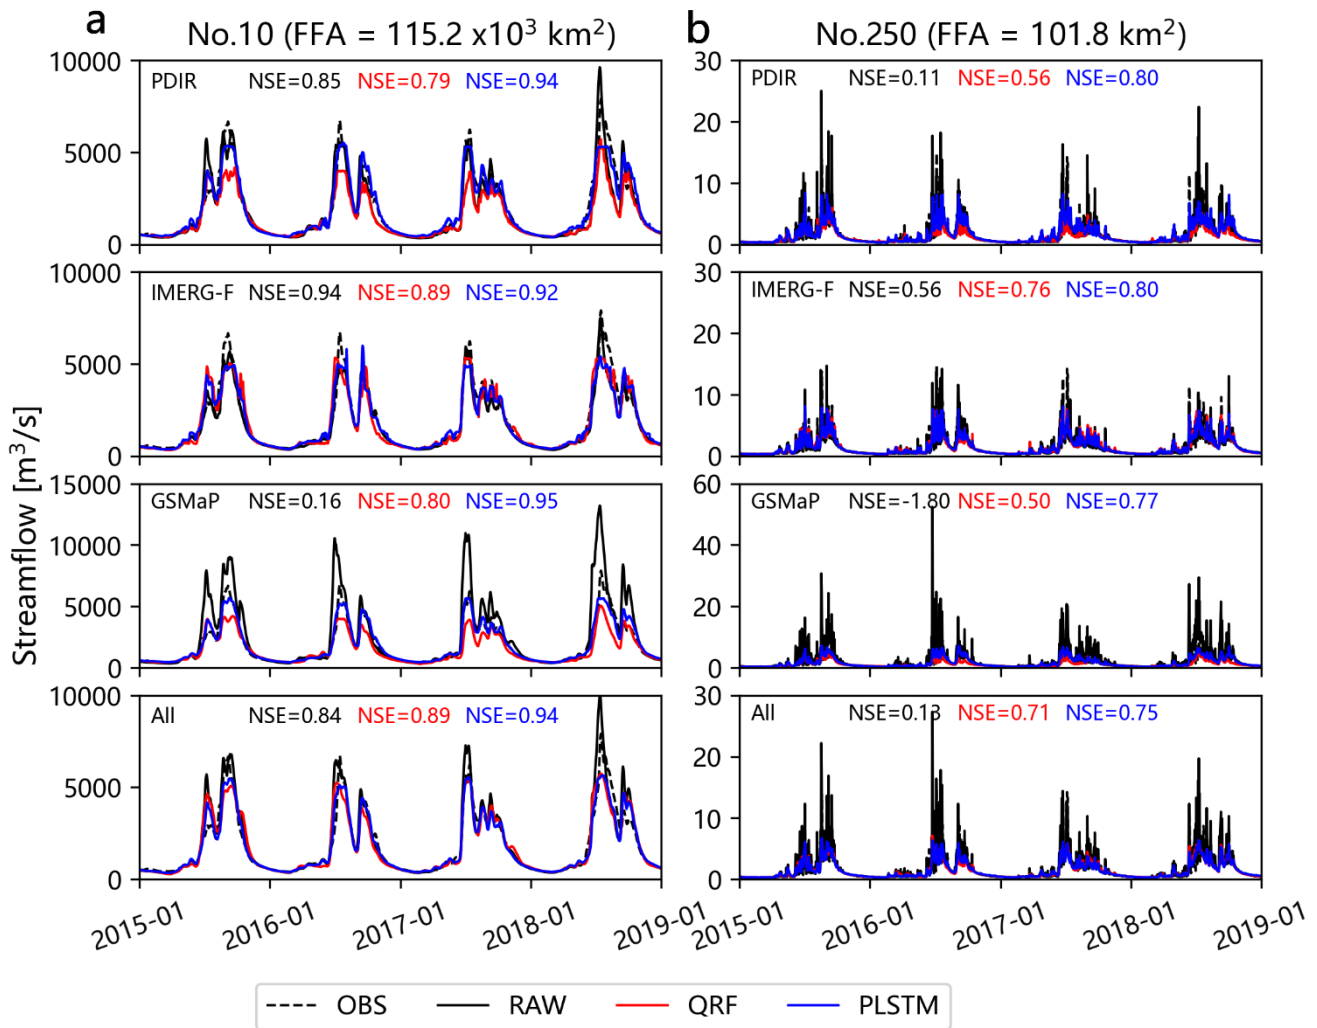 a
No.10 (FFA = 115.2 x10³ km²)
b
No.250 (FFA = 101.8 km²)
10000
5000
0
PDIR NSE=0.85 NSE=0.79 NSE=0.94
30
20
10
0
PDIR NSE=0.11 NSE=0.56 NSE=0.80
10000
5000
0
IMERG-F NSE=0.94 NSE=0.89 NSE=0.92
30
20
10
0
IMERG-F NSE=0.56 NSE=0.76 NSE=0.80
Streamflow [m³/s]
15000
10000
5000
0
GSMaP NSE=0.16 NSE=0.80 NSE=0.95
60
40
20
0
GSMaP NSE=-1.80 NSE=0.50 NSE=0.77
10000
5000
0
All NSE=0.84 NSE=0.89 NSE=0.94
30
20
10
0
All NSE=0.13 NSE=0.71 NSE=0.75
2015-01 2016-01 2017-01 2018-01 2019-01
2015-01 2016-01 2017-01 2018-01 2019-01
OBS RAW QRF PLSTM